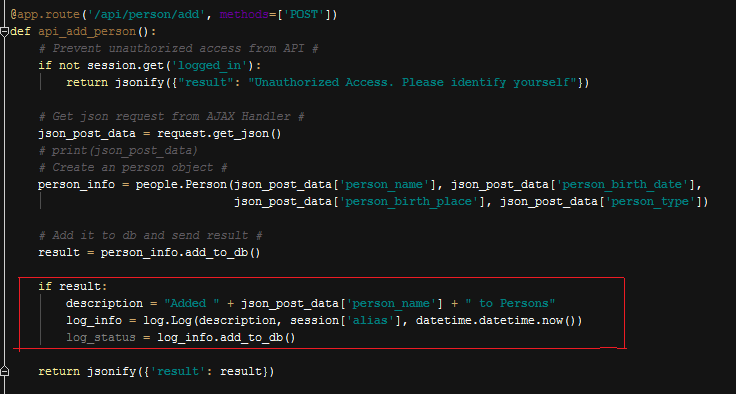 @app.route('/api/person/add', methods=['POST'])
def api_add_person():
# Prevent unauthorized access from API #
if not session.get('logged_in'):
return jsonify({"result": "Unauthorized Access. Please identify yourself"})
# Get json request from AJAX Handler #
json_post_data = request.get_json()
# print(json_post_data)
# Create an person object #
person_info = people.Person(json_post_data['person_name'], json_post_data['person_birth_date'],
json_post_data['person_birth_place'], json_post_data['person_type'])
# Add it to db and send result #
result = person_info.add_to_db()
if result:
description = "Added " + json_post_data['person_name'] + " to Persons"
log_info = log.Log(description, session['alias'], datetime.datetime.now())
log_status = log_info.add_to_db()
return jsonify({'result': result})